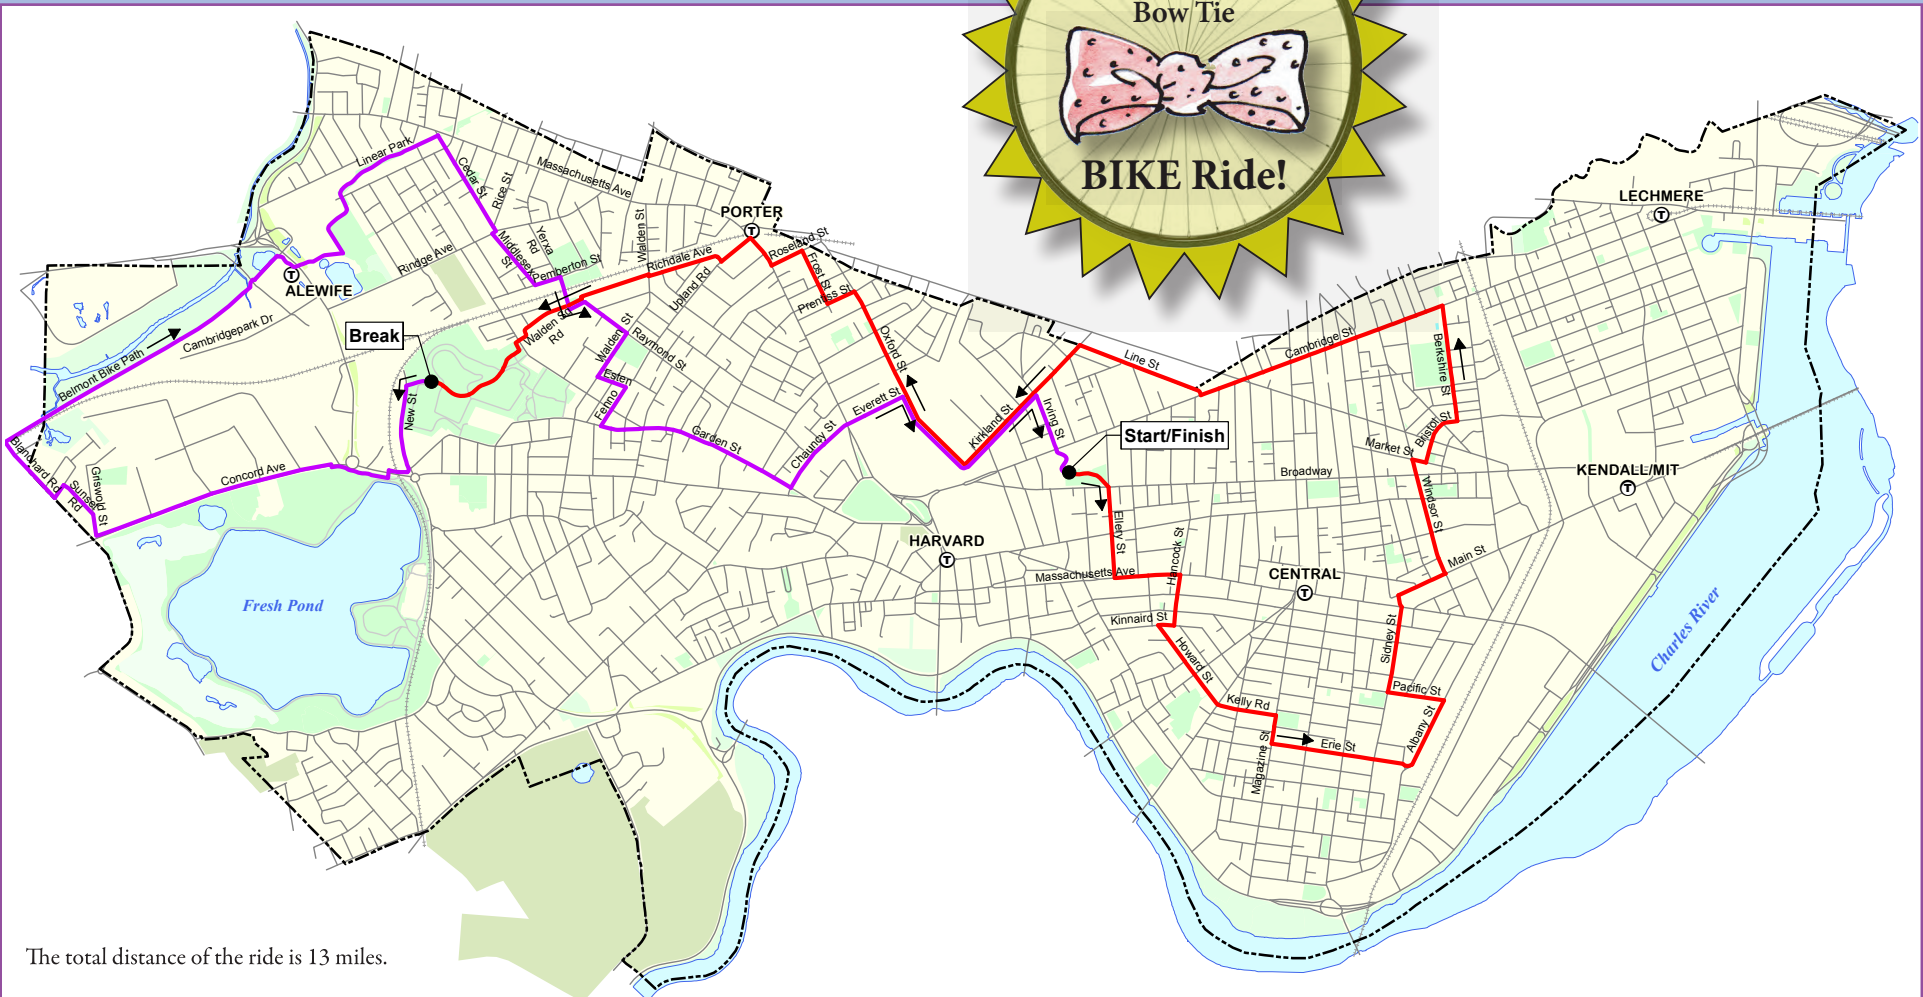 Bow Tie
BIKE Ride!
Linear Park
Cedar St
Rice St
Massachusetts Ave
Walden St
PORTER
T
Roseland St
LECHMERE
T
Yerxa
Rd
Middlesex
St
Rindge Ave
Pemberton St
Richdale Ave
Upland Rd
Frost St
Prentiss St
ALEWIFE
T
Cambridgepark Dr
Break
Walden Sq
Rd
Walden St
Raymond St
Oxford St
Line St
Cambridge St
Berkshire St
Belmont Bike Path
New St
Esten
Fehno
Everett St
Kirkland St
Irving St
Start/Finish
Bristol St
Market St
Blanchard Rd
Sunset
Rd
Griswold St
Concord Ave
Garden St
Chauncy St
Broadway
KENDALL/MIT
T
Windsor St
Ellery St
Hancock St
HARVARD
T
Massachusetts Ave
CENTRAL
T
Main St
Fresh Pond
Kinnaird St
Howard St
Sidney St
Charles River
Pacific St
Kelly Rd
Magazine St
Erie St
Albany St
The total distance of the ride is 13 miles.